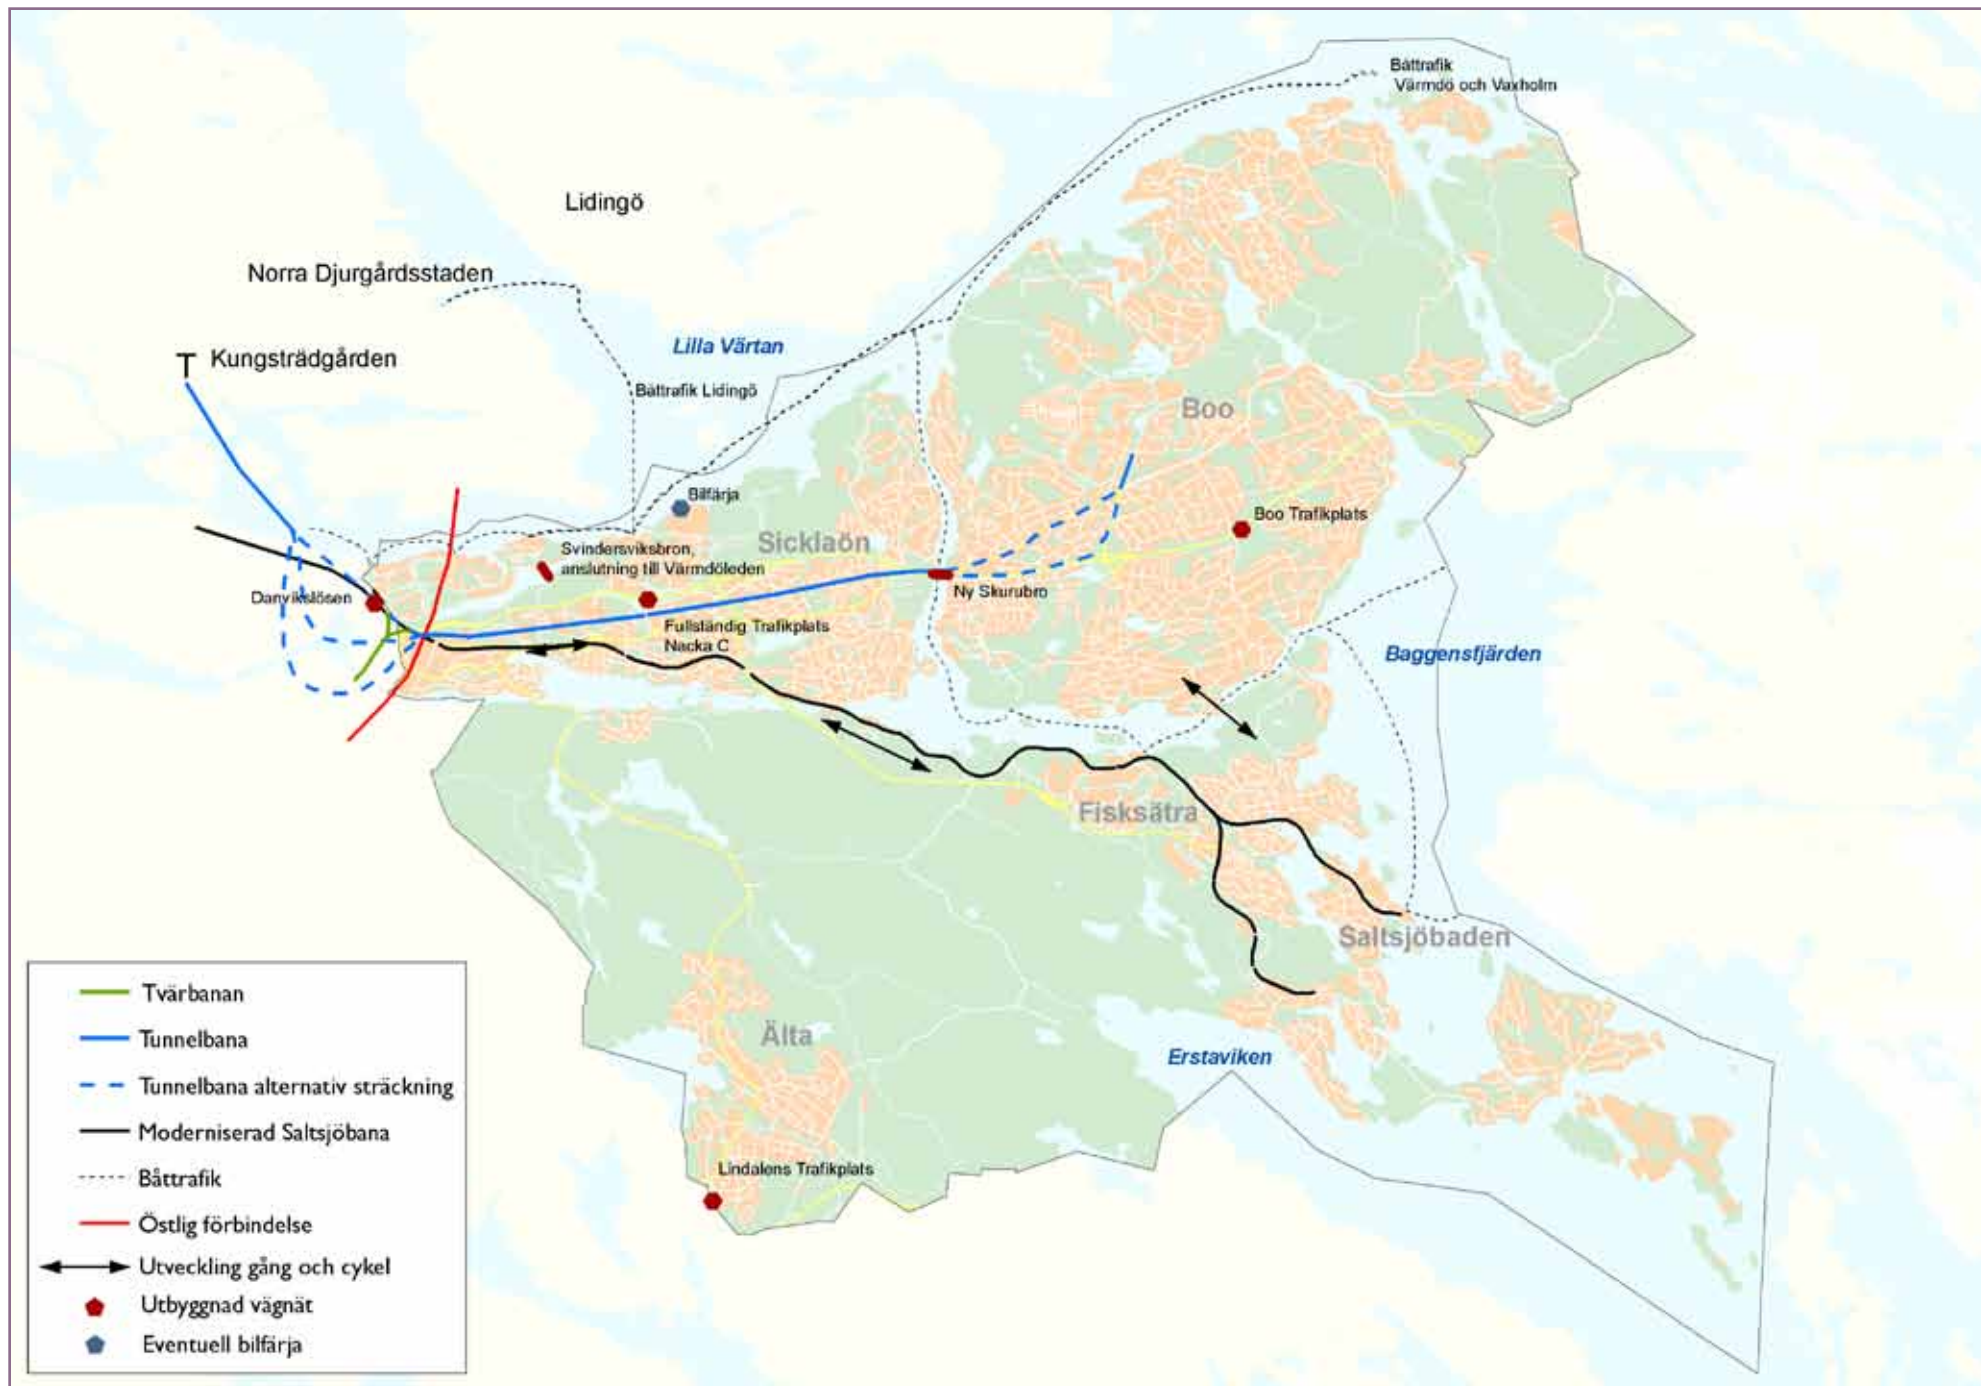 Båttrafik
Värmdö och Vaxholm
Lidingö
Norra Djurgårdsstaden
Lilla Värtan
T Kungsträdgården
Båttrafik Lidingö
Boo
Bilfärja
Boo Trafikplats
Sicklaön
Svindersviksbron,
anslutning till Värmdöleden
Danvikslösen
Ny Skurubro
Fullständig Trafikplats
Nacka C
Baggensfjärden
Fisksätra
Saltsjöbaden
Älta
Erstaviken
Lindalens Trafikplats
Tvärbanan
Tunnelbana
Tunnelbana alternativ sträckning
Moderniserad Saltsjöbana
Båttrafik
Östlig förbindelse
Utveckling gång och cykel
Utbyggnad vägnät
Eventuell bilfärja